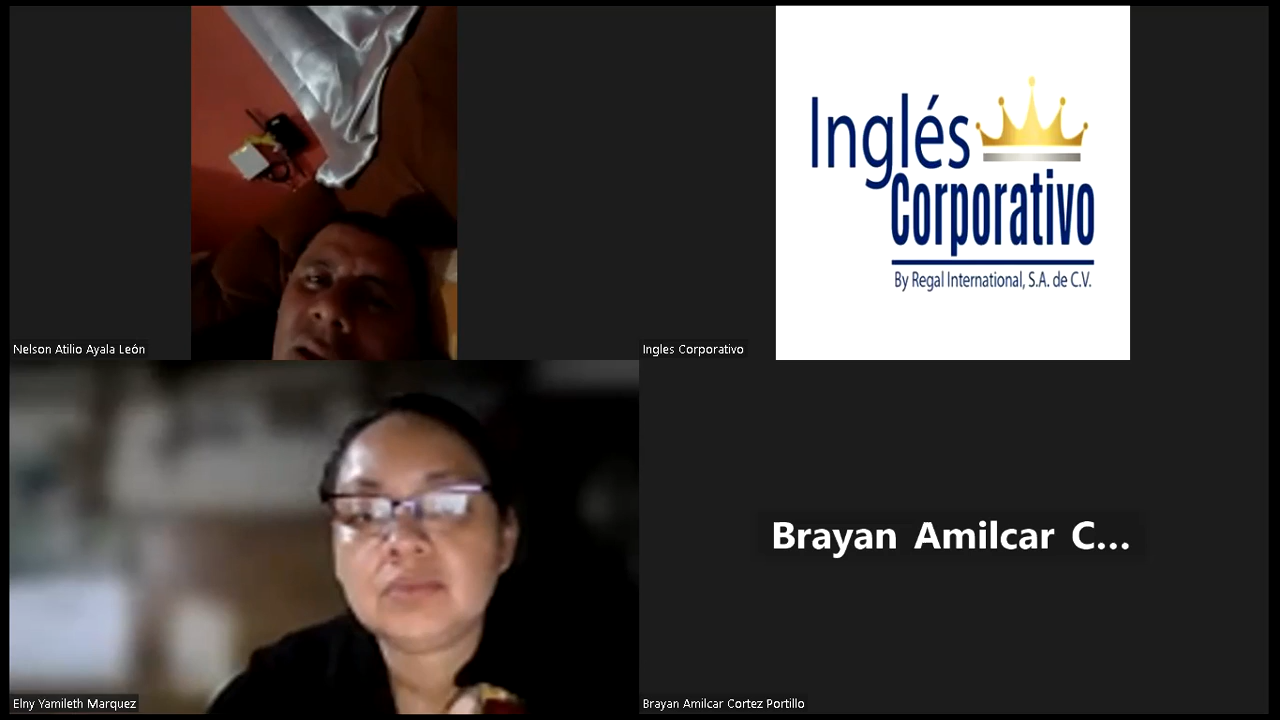 Inglés
Corporativo
By Regal International, S.A. de C.V.
Nelson Atilio Ayala León
Ingles Corporativo
Brayan Amilcar C...
Elny Yamileth Marquez
Brayan Amilcar Cortez Portillo